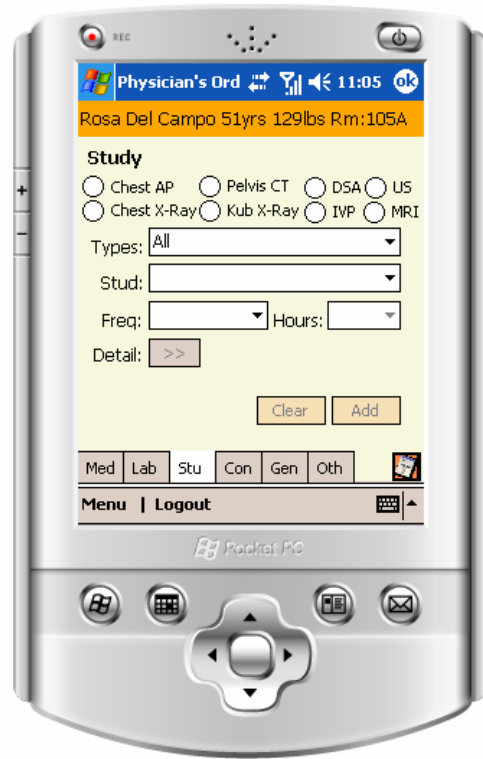 REC
Physician's Ord 11:05 ok
Rosa Del Campo 51yrs 129lbs Rm:105A
Study
Chest AP Pelvis CT DSA US
Chest X-Ray Kub X-Ray IVP MRI
Types: All
Stud:
Freq: Hours:
Detail: >>
Clear Add
Med Lab Stu Con Gen Oth
Menu | Logout
Pocket PC
+
-